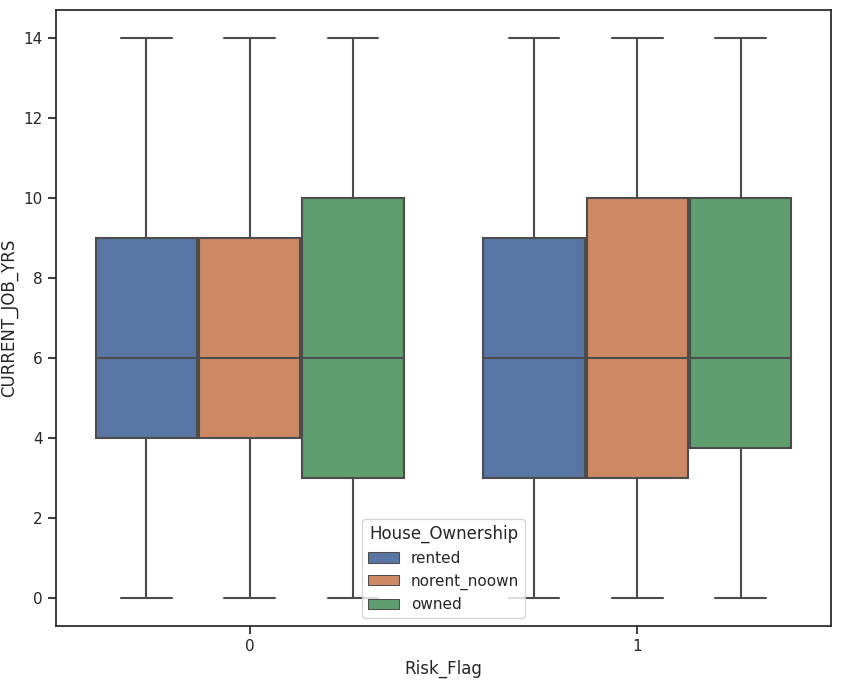 14
12
10
8
6
4
2
0
CURRENT_JOB_YRS
House_Ownership
rented
norent_noown
owned
0 1
Risk_Flag